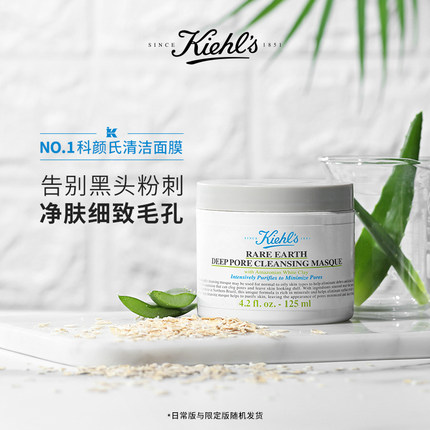 SINCE Kiehl's 1851
NO.1科颜氏清洁面膜
告别黑头粉刺
净肤细致毛孔
SINCE Kiehl's 1851
RARE EARTH
DEEP PORE CLEANSING MASQUE
with Amazonian White Clay
Intensively Purifies to Minimize Pores
4.2 fl. oz. - 125 ml
*日常版与限定版随机发货